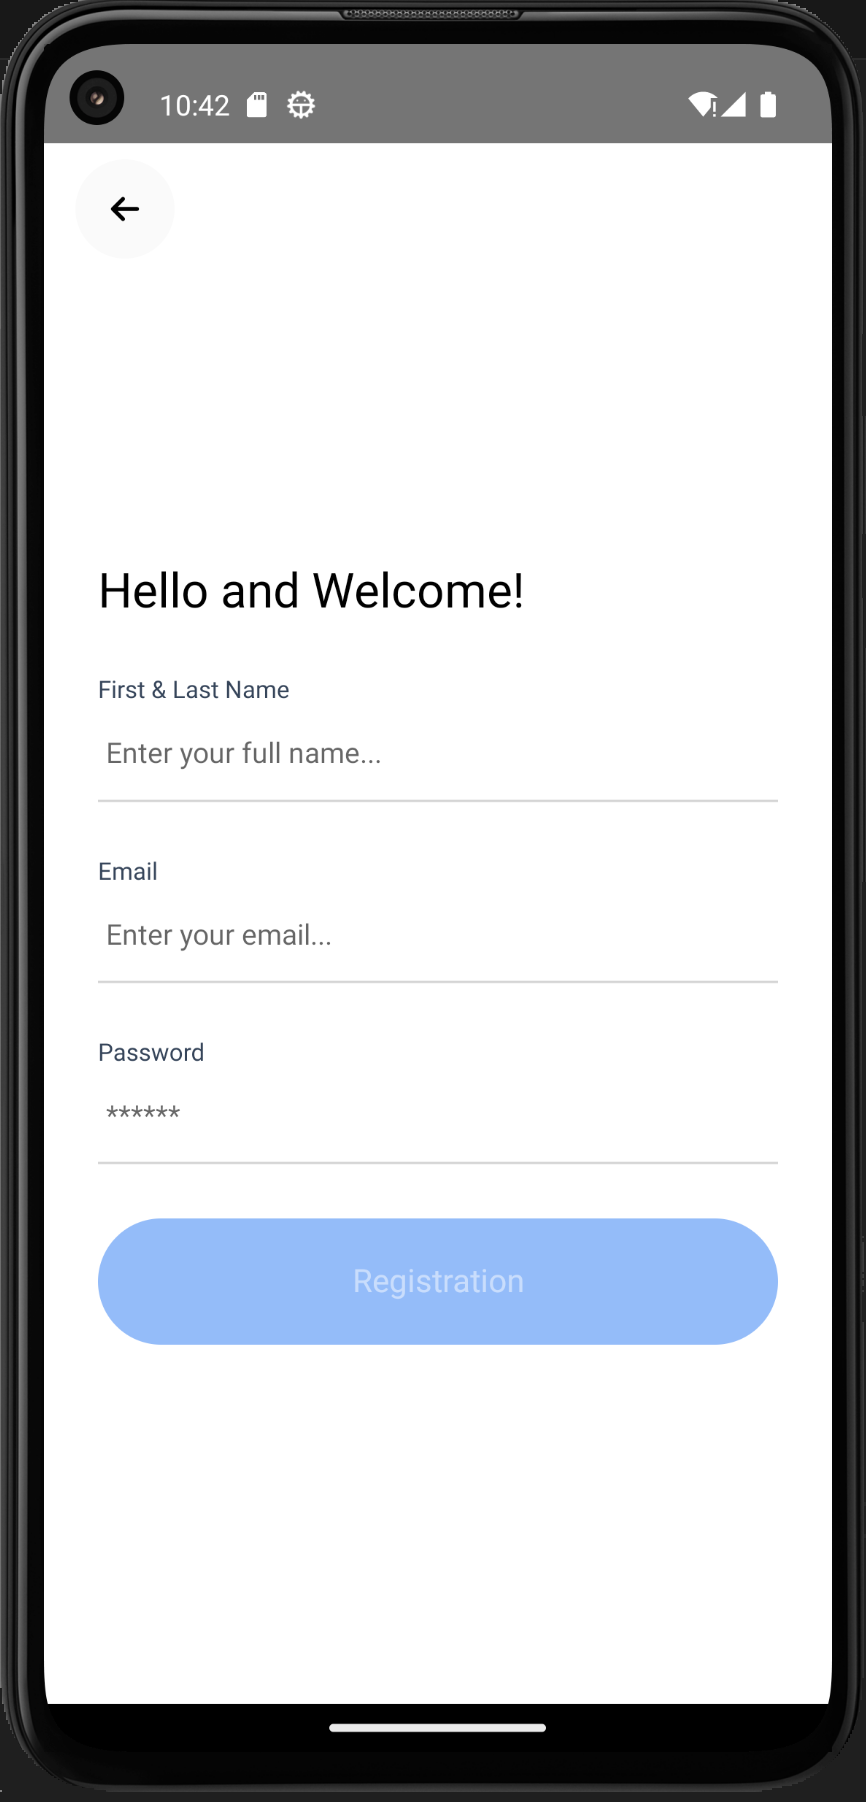 10:42
Hello and Welcome!
First & Last Name
Enter your full name...
Email
Enter your email...
Password
******
Registration